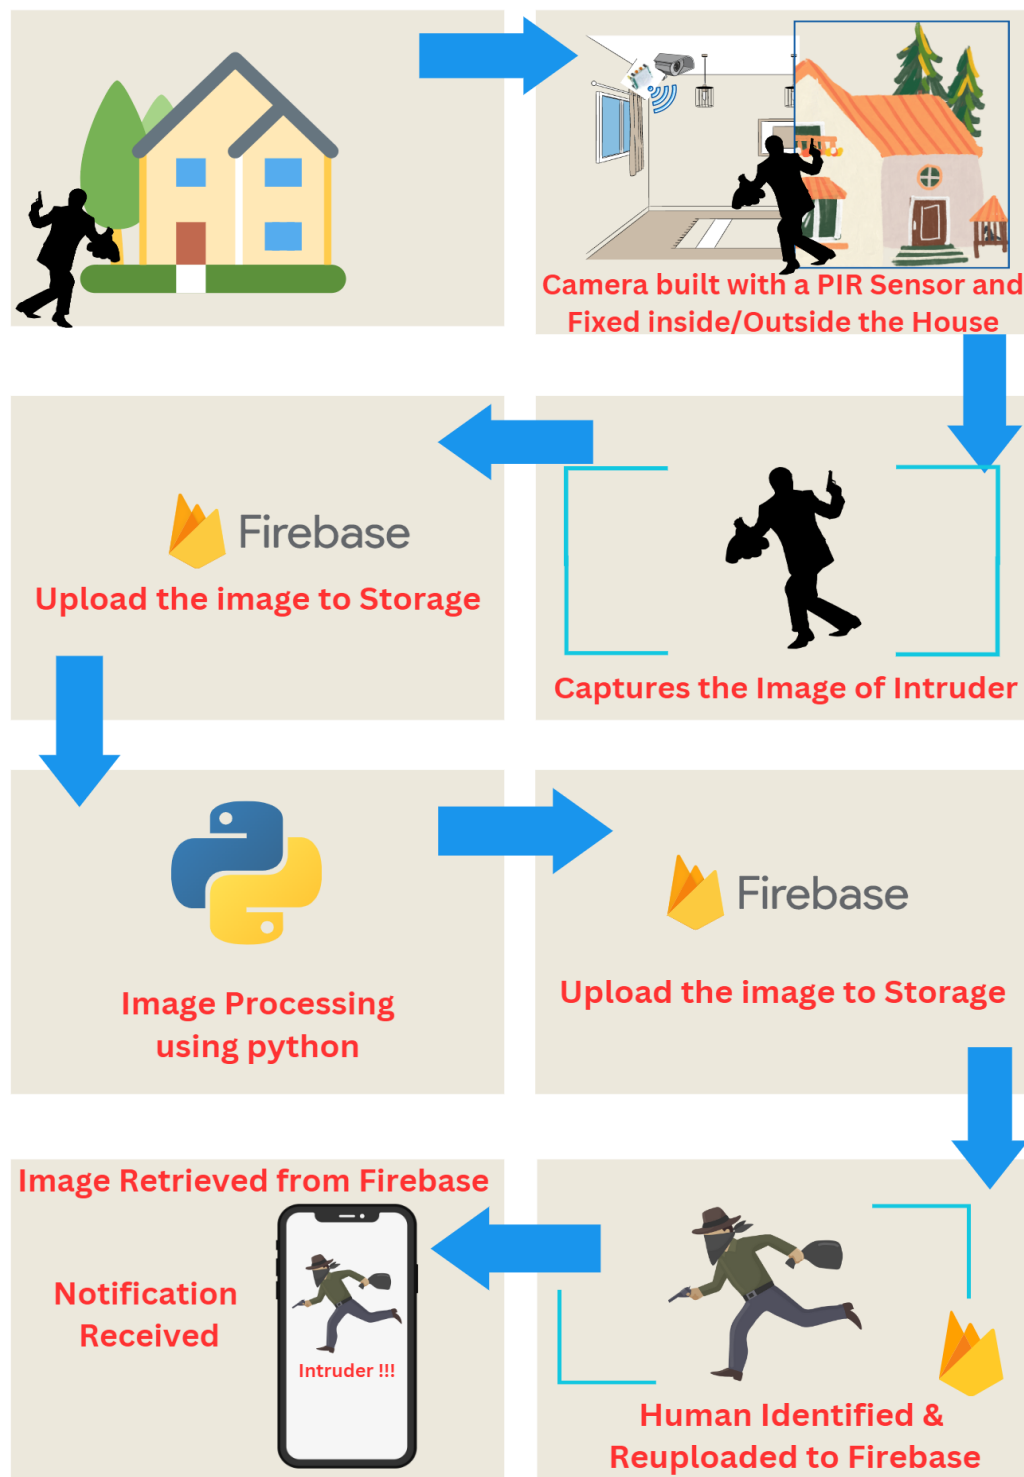 Camera built with a PIR Sensor and
Fixed inside/Outside the House
Captures the Image of Intruder
Firebase
Upload the image to Storage
Image Processing
using python
Firebase
Upload the image to Storage
Human Identified &
Reuploaded to Firebase
Image Retrieved from Firebase
Notification
Received
Intruder !!!